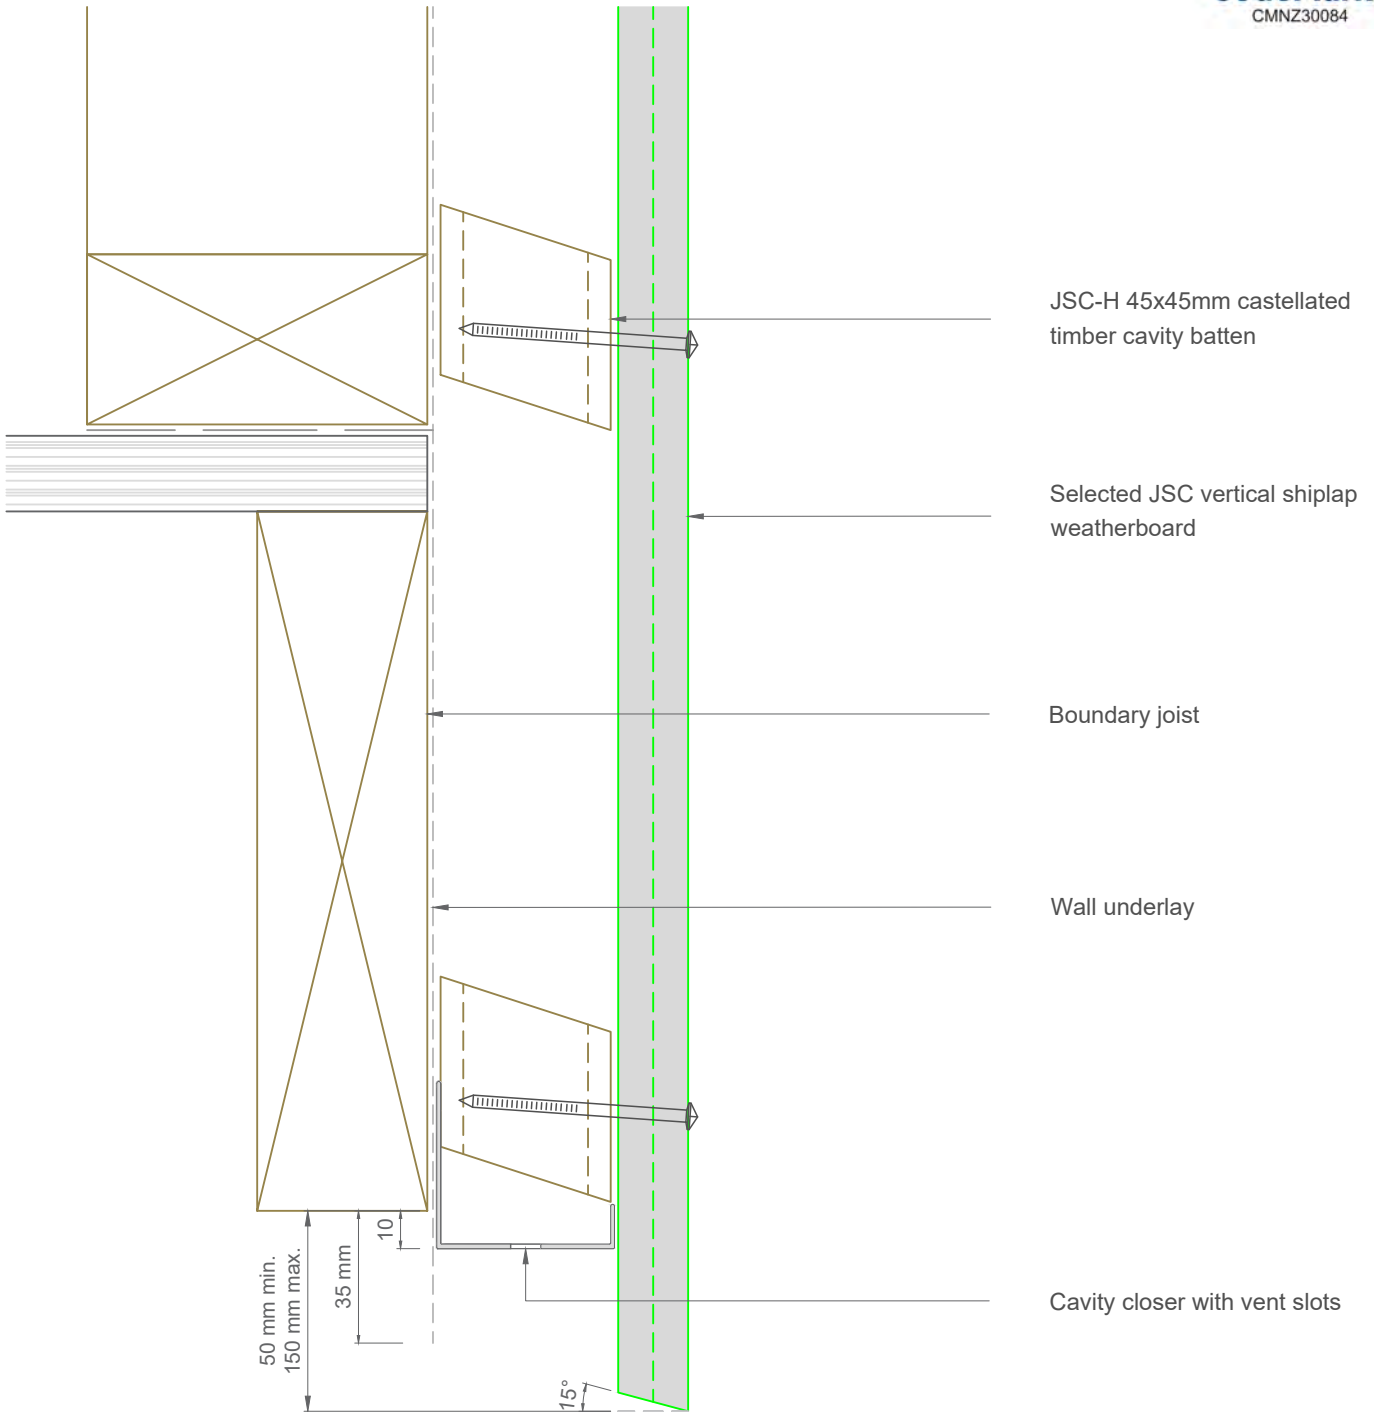 CMNZ30084
JSC-H 45x45mm castellated
timber cavity batten
Selected JSC vertical shiplap
weatherboard
Boundary joist
Wall underlay
Cavity closer with vent slots
10
35 mm
50 mm min.
150 mm max.
15°